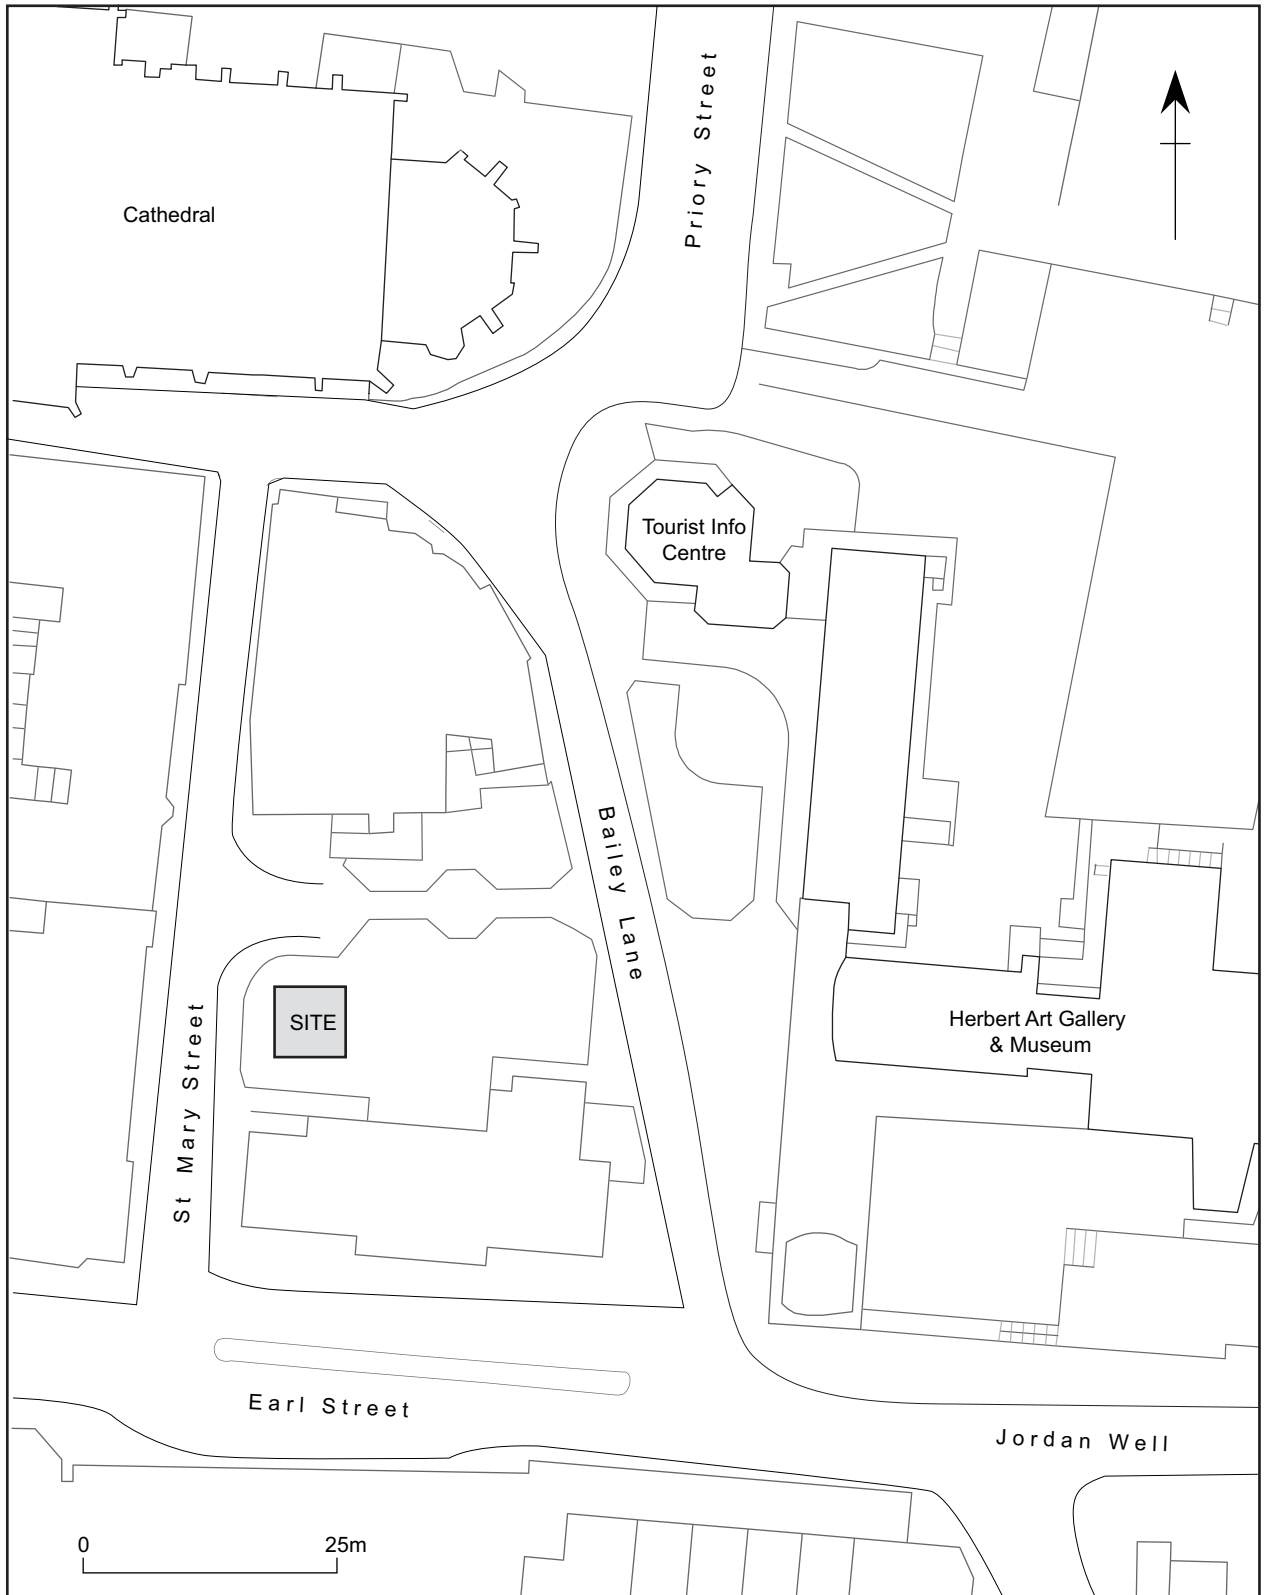 Priory Street
Cathedral
Tourist Info
Centre
Bailey Lane
SITE
St Mary Street
Herbert Art Gallery
& Museum
Earl Street
Jordan Well
0 25m